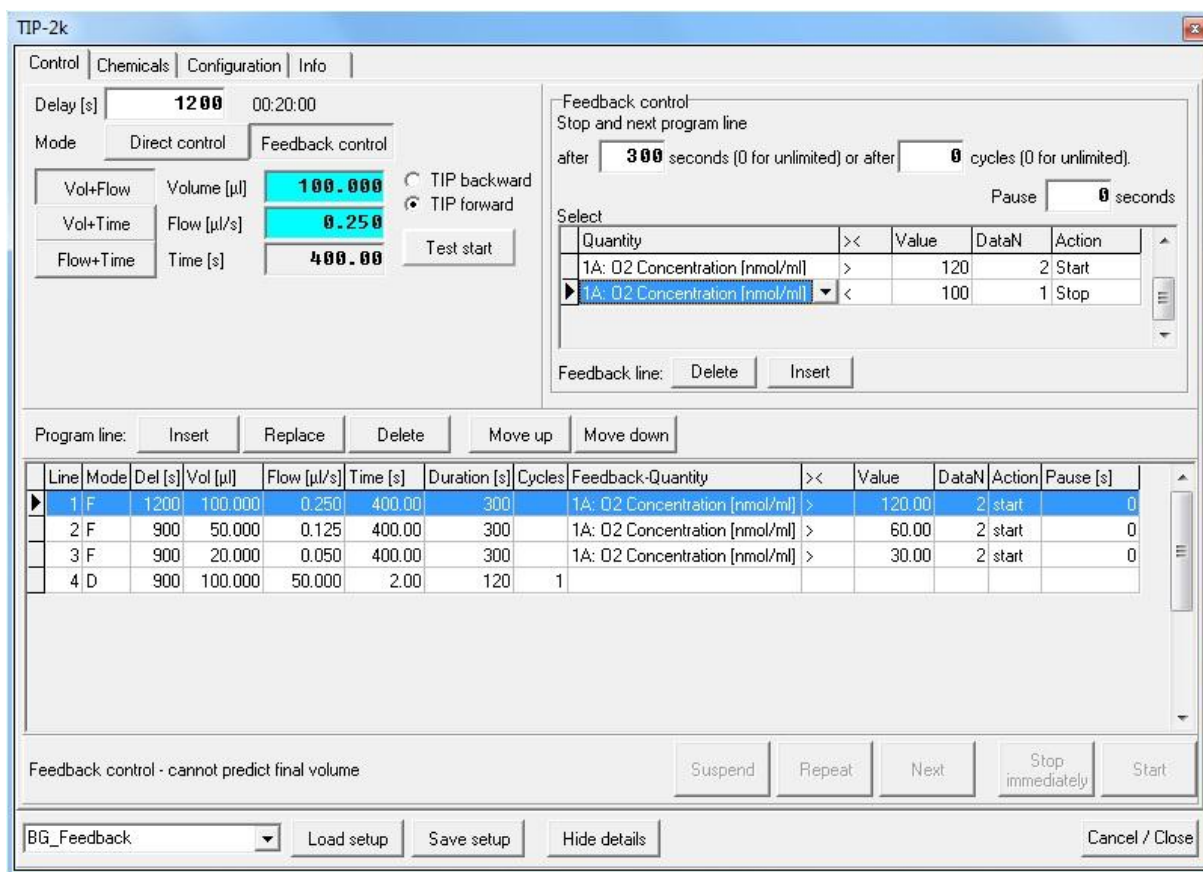 TIP-2k
Control Chemicals Configuration Info
Delay [s] 1200 00:20:00
Mode Direct control Feedback control
Vol+Flow Volume [µl] 100.000 TIP backward
TIP forward
Vol+Time Flow [µl/s] 0.250
Flow+Time Time [s] 400.00 Test start
Feedback control
Stop and next program line
after 300 seconds (0 for unlimited) or after 0 cycles (0 for unlimited).
Pause 0 seconds
Select
Quantity >< Value DataN Action
1A: O2 Concentration [nmol/ml] > 120 2 Start
1A: O2 Concentration [nmol/ml] < 100 1 Stop
Feedback line: Delete Insert
Program line: Insert Replace Delete Move up Move down
Line Mode Del [s] Vol [µl] Flow [µl/s] Time [s] Duration [s] Cycles Feedback-Quantity >< Value DataN Action Pause [s]
1 F 1200 100.000 0.250 400.00 300 1A: O2 Concentration [nmol/ml] > 120.00 2 start 0
2 F 900 50.000 0.125 400.00 300 1A: O2 Concentration [nmol/ml] > 60.00 2 start 0
3 F 900 20.000 0.050 400.00 300 1A: O2 Concentration [nmol/ml] > 30.00 2 start 0
4 D 900 100.000 50.000 2.00 120 1
Feedback control - cannot predict final volume
Suspend Repeat Next Stop immediately Start
BG_Feedback Load setup Save setup Hide details Cancel / Close